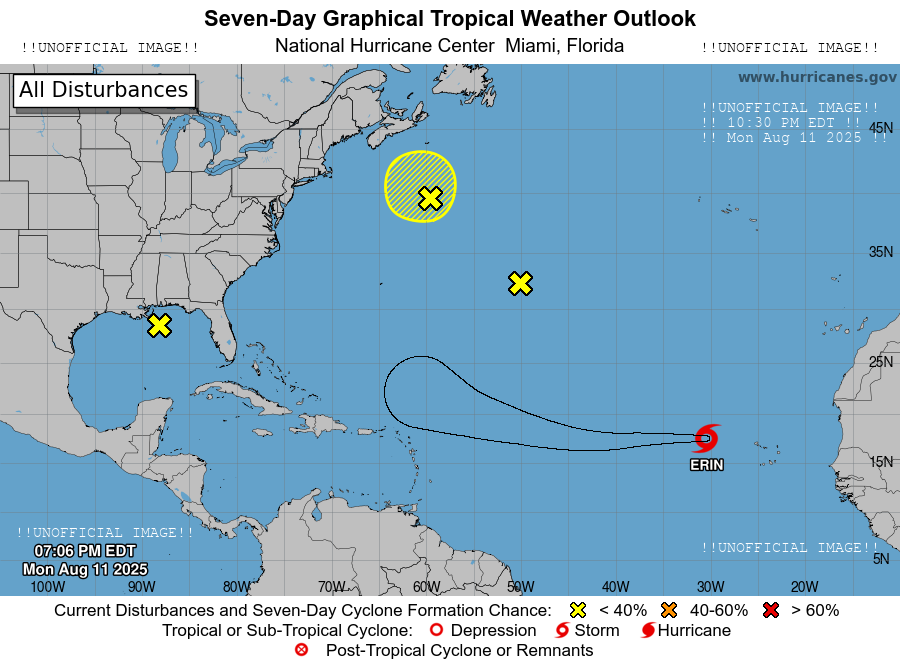 Seven-Day Graphical Tropical Weather Outlook
!!UNOFFICIAL IMAGE!! National Hurricane Center Miami, Florida !!UNOFFICIAL IMAGE!!
All Disturbances
www.hurricanes.gov
!!UNOFFICIAL IMAGE!!
!! 10:30 PM EDT !!
!! Mon Aug 11 2025 !!
45N
35N
25N
15N
ERIN
!!UNOFFICIAL IMAGE!!
!!UNOFFICIAL IMAGE!!
07:06 PM EDT
5N
Mon Aug 11 2025
100W 90W 80W 70W 60W 50W 40W 30W 20W
Current Disturbances and Seven-Day Cyclone Formation Chance: < 40% 40-60% > 60%
Tropical or Sub-Tropical Cyclone: Depression Storm Hurricane
Post-Tropical Cyclone or Remnants